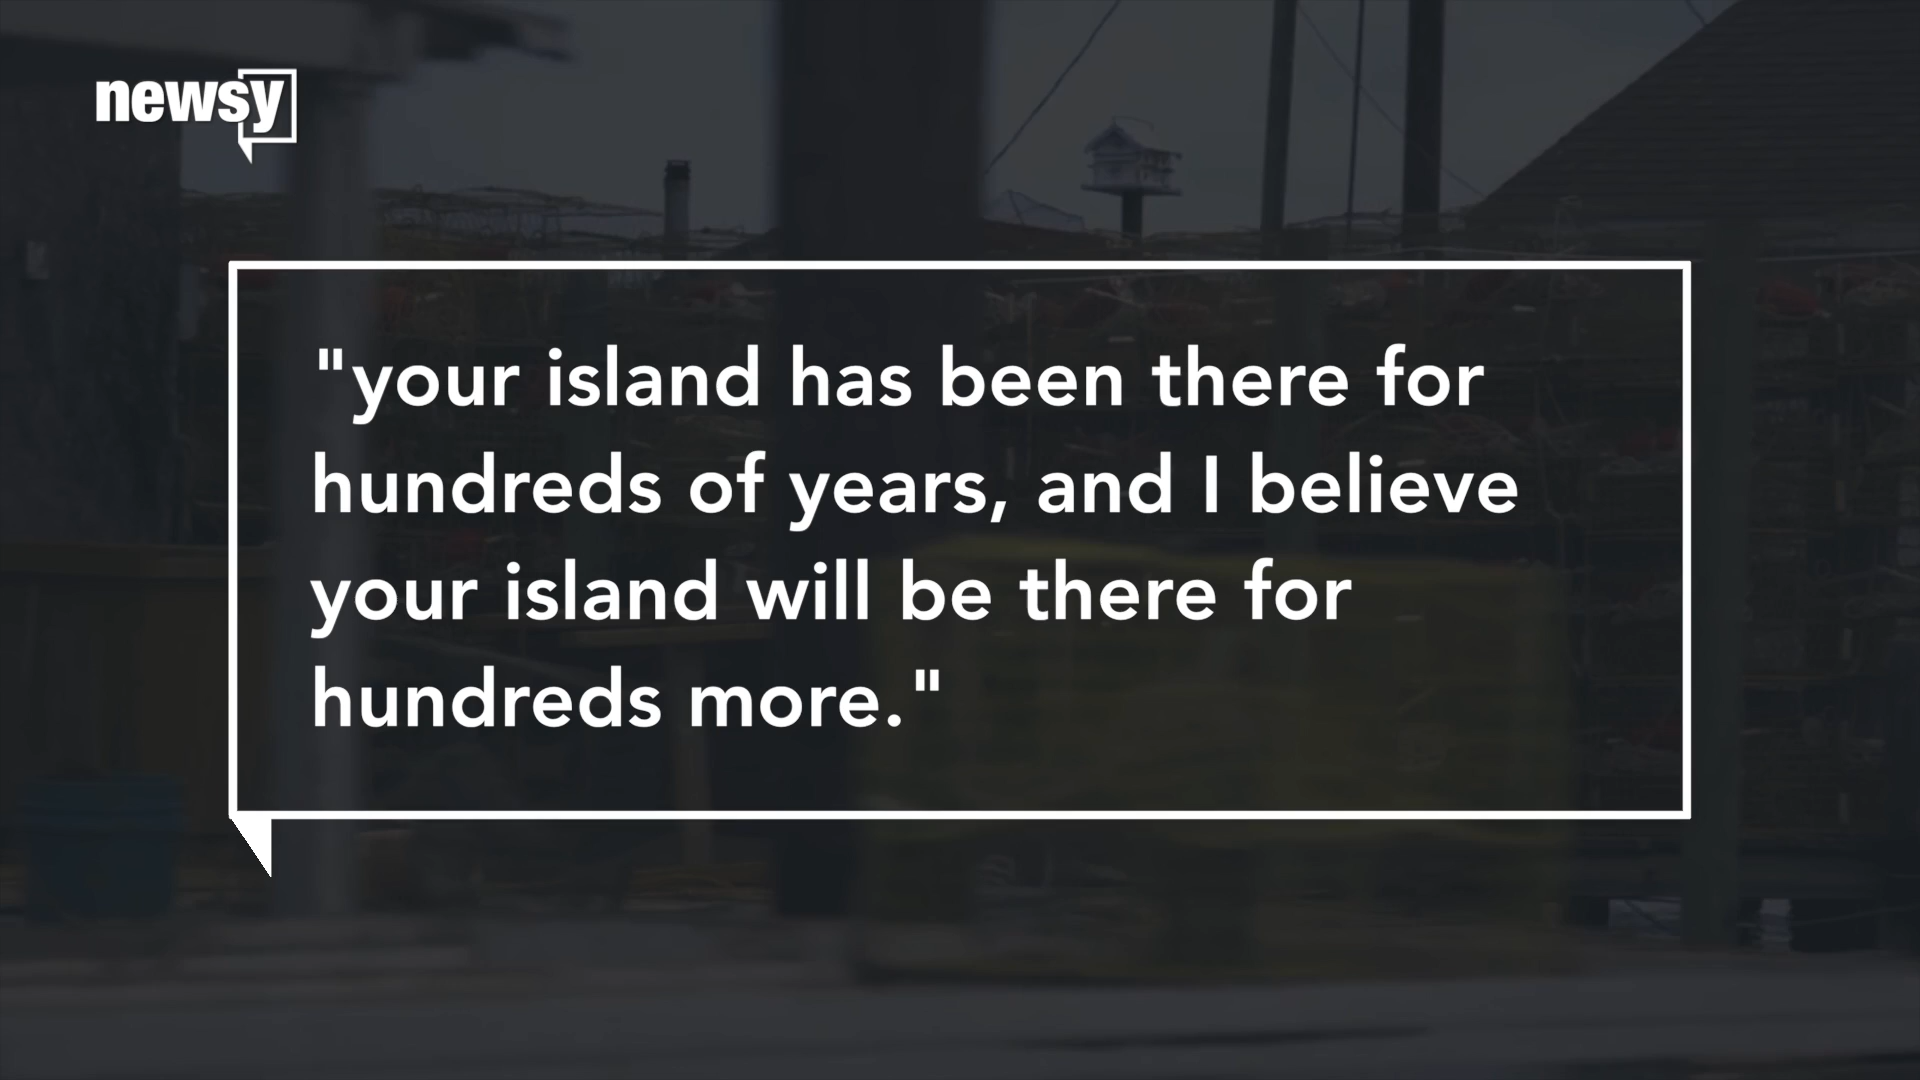 newsy
"your island has been there for
hundreds of years, and I believe
your island will be there for
hundreds more."